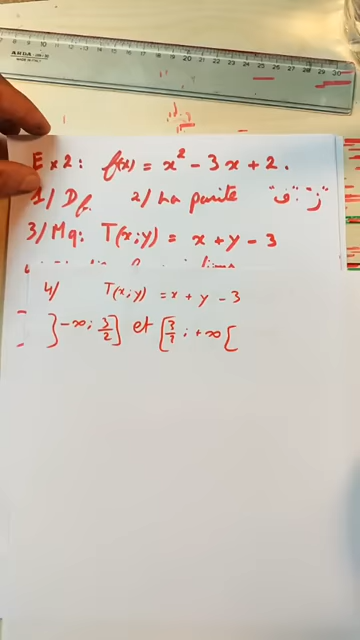 Ex2: f(x) = x² - 3x + 2.
1/ Df. 2/ La parité "ز" "ف"
3/ Mq: T(x;y) = x + y - 3
4/ T(x;y) = x + y - 3
]-∞; 3/2] et [3/2; +∞[